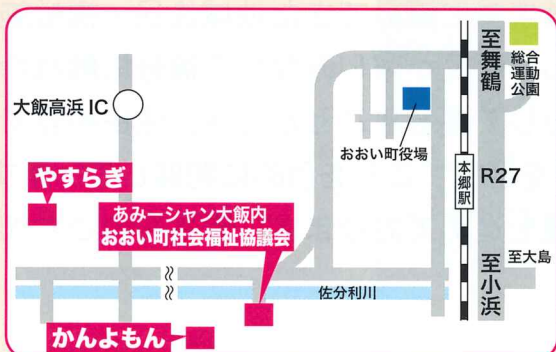 至舞鶴
総合
運動
公園
大飯高浜 IC
おおい町役場
本郷駅
R27
やすらぎ
あみーシャン大飯内
おおい町社会福祉協議会
至大島
至小浜
佐分利川
かんよもん